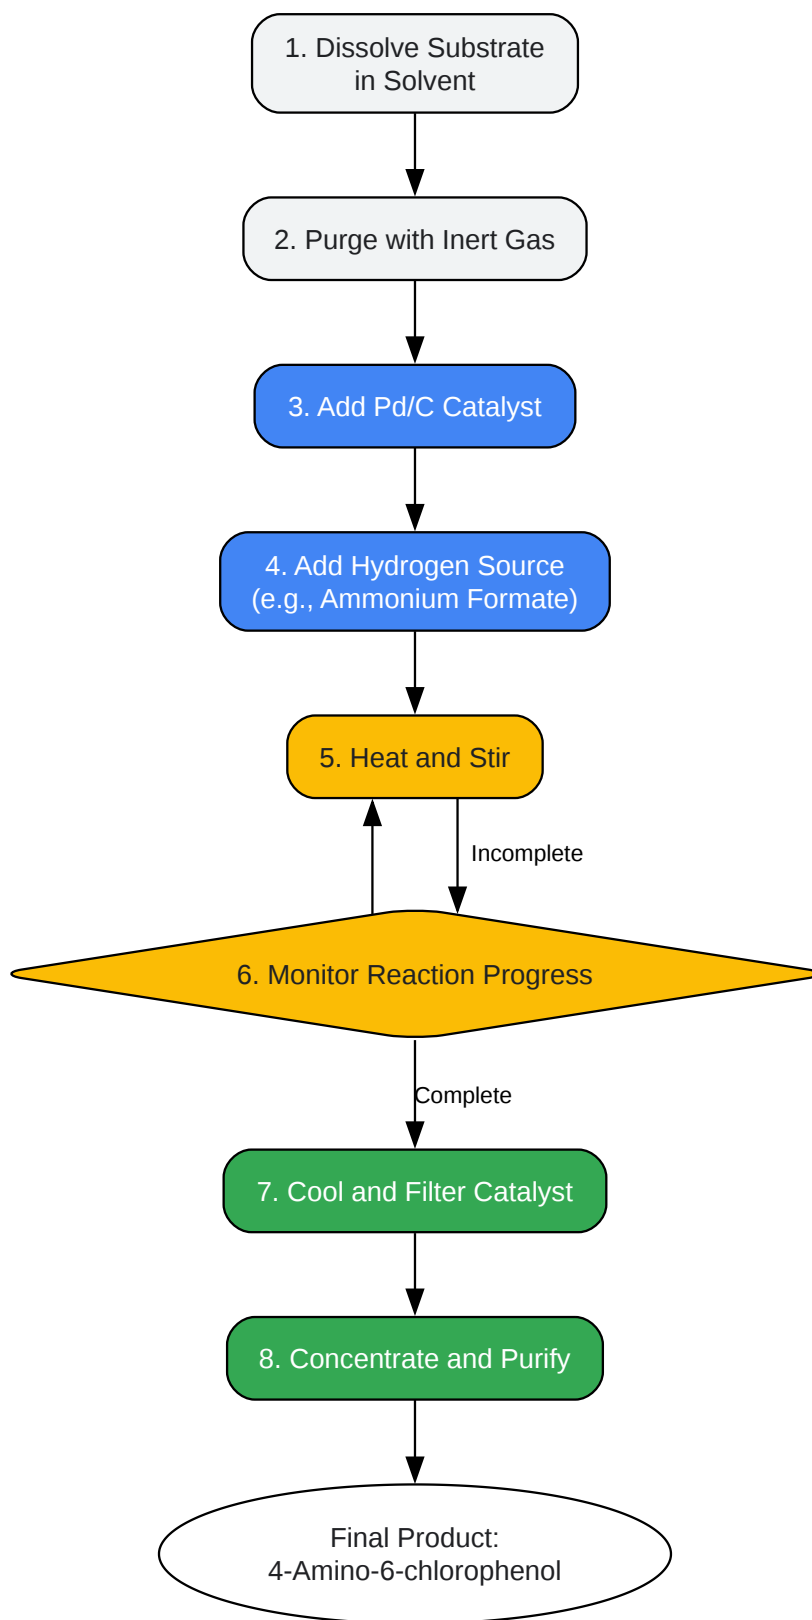 1. Dissolve Substrate
in Solvent
2. Purge with Inert Gas
3. Add Pd/C Catalyst
4. Add Hydrogen Source
(e.g., Ammonium Formate)
5. Heat and Stir
Incomplete
6. Monitor Reaction Progress
Complete
7. Cool and Filter Catalyst
8. Concentrate and Purify
Final Product:
4-Amino-6-chlorophenol